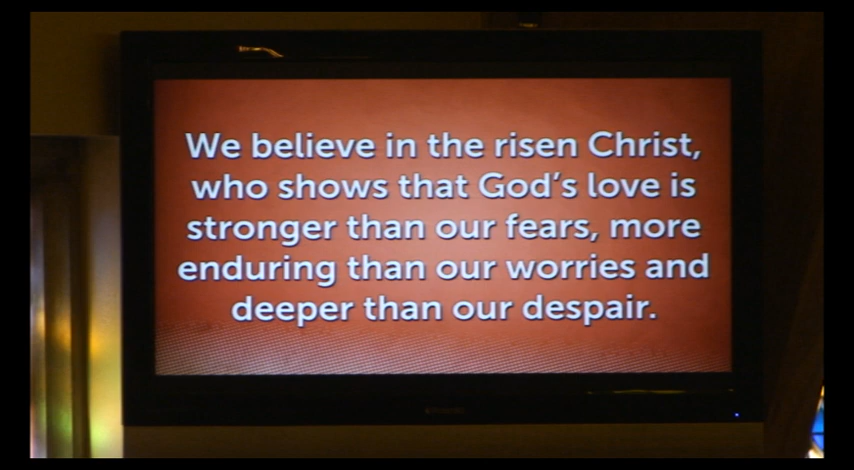 We believe in the risen Christ,
who shows that God's love is
stronger than our fears, more
enduring than our worries and
deeper than our despair.